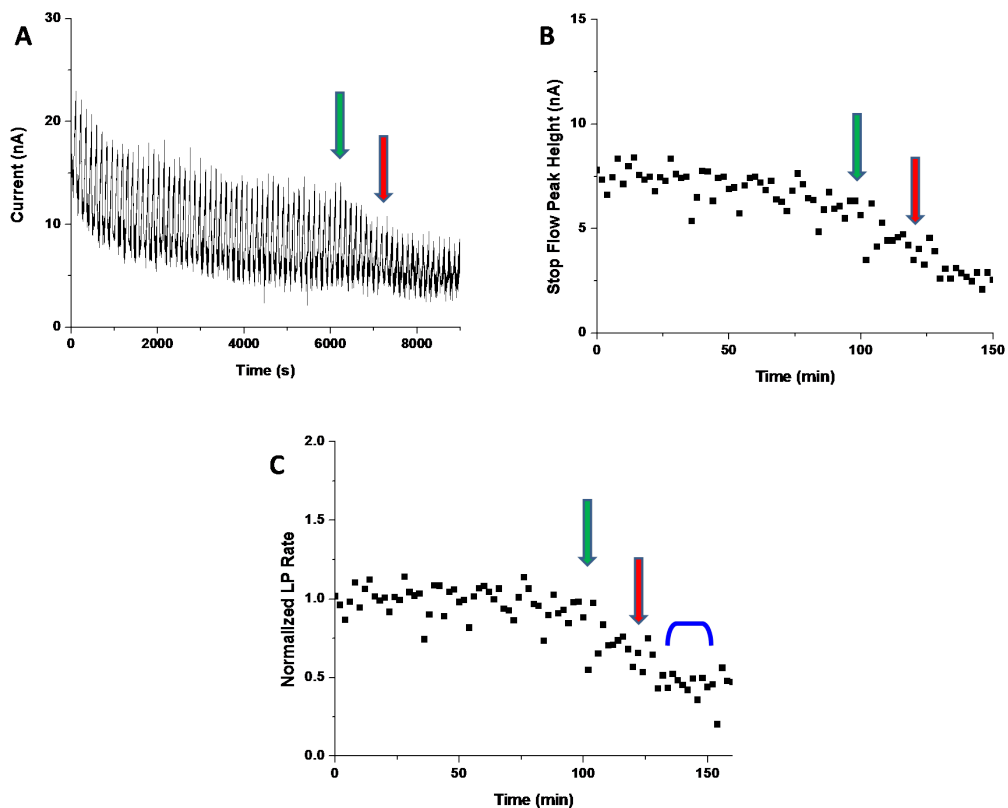 A
30
20
10
0
Current (nA)
0 2000 4000 6000 8000
Time (s)
B
15
10
5
0
Stop Flow Peak Height (nA)
0 50 100 150
Time (min)
C
2.0
1.5
1.0
0.5
0.0
Normalized LP Rate
0 50 100 150
Time (min)